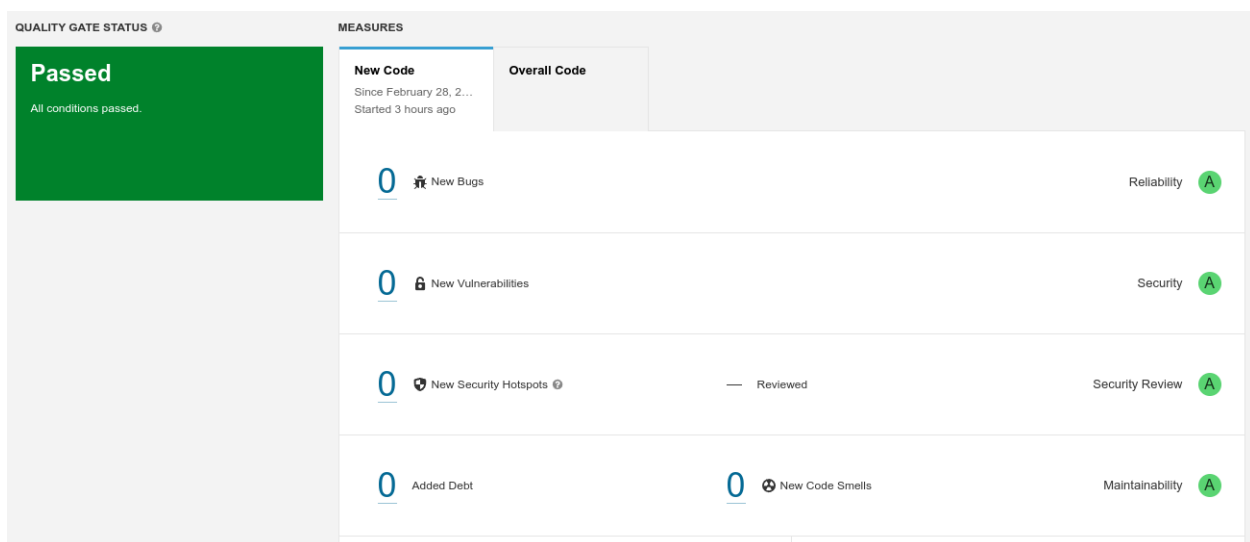 QUALITY GATE STATUS
MEASURES
Passed
All conditions passed.
New Code
Since February 28, 2…
Started 3 hours ago
Overall Code
0 New Bugs Reliability A
0 New Vulnerabilities Security A
0 New Security Hotspots — Reviewed Security Review A
0 Added Debt 0 New Code Smells Maintainability A